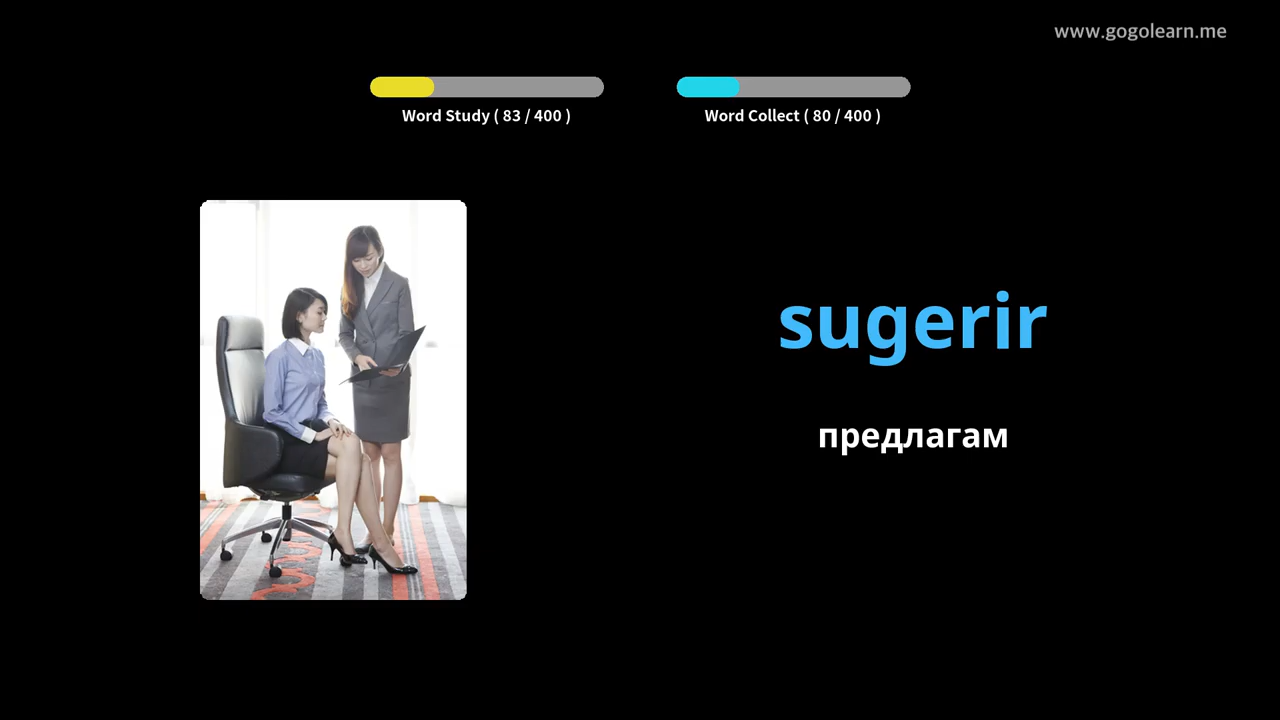 www.gogolearn.me
Word Study ( 83 / 400 )
Word Collect ( 80 / 400 )
sugerir
предлагам